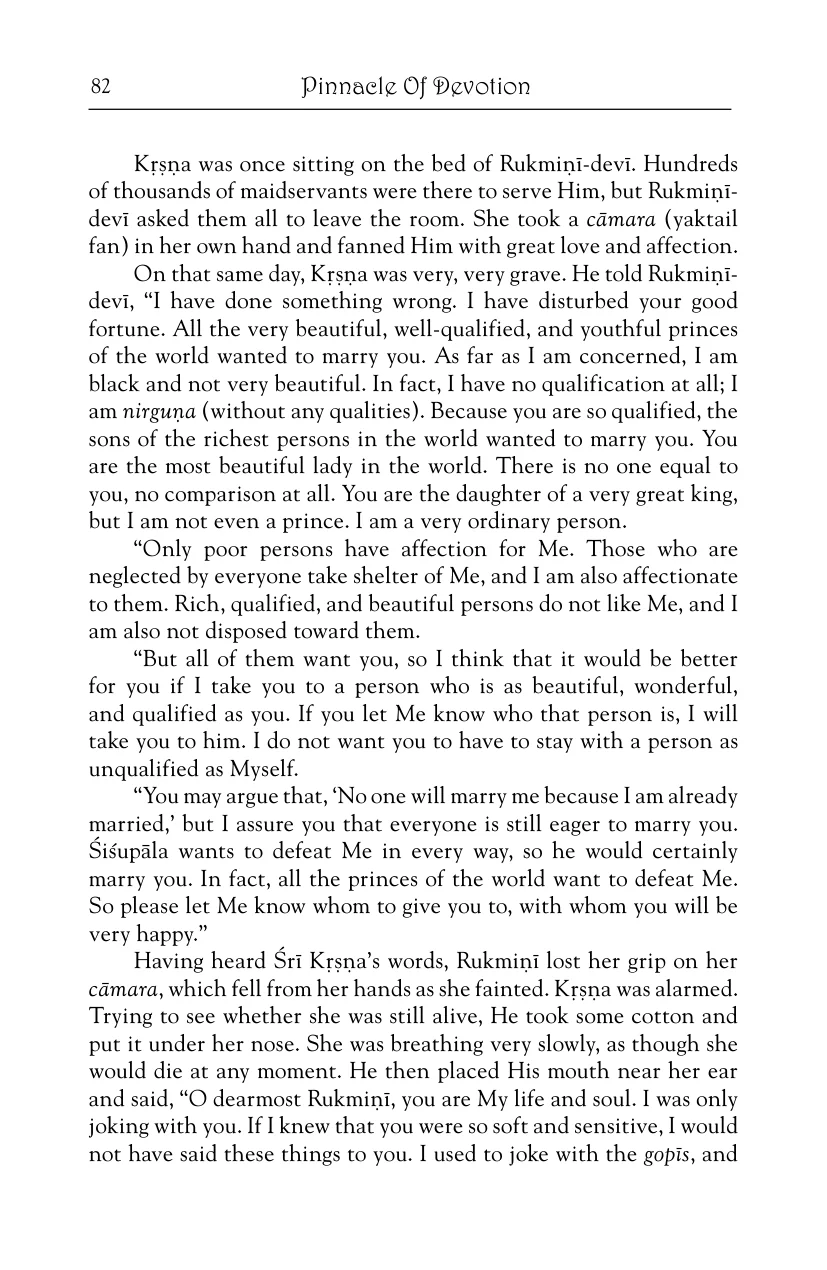 82
Pinnacle Of Devotion
Kṛṣṇa was once sitting on the bed of Rukmiṇī-devī. Hundreds
of thousands of maidservants were there to serve Him, but Rukmiṇī-
devī asked them all to leave the room. She took a cāmara (yaktail
fan) in her own hand and fanned Him with great love and affection.
On that same day, Kṛṣṇa was very, very grave. He told Rukmiṇī-
devī, “I have done something wrong. I have disturbed your good
fortune. All the very beautiful, well-qualified, and youthful princes
of the world wanted to marry you. As far as I am concerned, I am
black and not very beautiful. In fact, I have no qualification at all; I
am nirguṇa (without any qualities). Because you are so qualified, the
sons of the richest persons in the world wanted to marry you. You
are the most beautiful lady in the world. There is no one equal to
you, no comparison at all. You are the daughter of a very great king,
but I am not even a prince. I am a very ordinary person.
“Only poor persons have affection for Me. Those who are
neglected by everyone take shelter of Me, and I am also affectionate
to them. Rich, qualified, and beautiful persons do not like Me, and I
am also not disposed toward them.
“But all of them want you, so I think that it would be better
for you if I take you to a person who is as beautiful, wonderful,
and qualified as you. If you let Me know who that person is, I will
take you to him. I do not want you to have to stay with a person as
unqualified as Myself.
“You may argue that, ‘No one will marry me because I am already
married,’ but I assure you that everyone is still eager to marry you.
Śiśupāla wants to defeat Me in every way, so he would certainly
marry you. In fact, all the princes of the world want to defeat Me.
So please let Me know whom to give you to, with whom you will be
very happy.”
Having heard Śrī Kṛṣṇa’s words, Rukmiṇī lost her grip on her
cāmara, which fell from her hands as she fainted. Kṛṣṇa was alarmed.
Trying to see whether she was still alive, He took some cotton and
put it under her nose. She was breathing very slowly, as though she
would die at any moment. He then placed His mouth near her ear
and said, “O dearmost Rukmiṇī, you are My life and soul. I was only
joking with you. If I knew that you were so soft and sensitive, I would
not have said these things to you. I used to joke with the gopīs, and